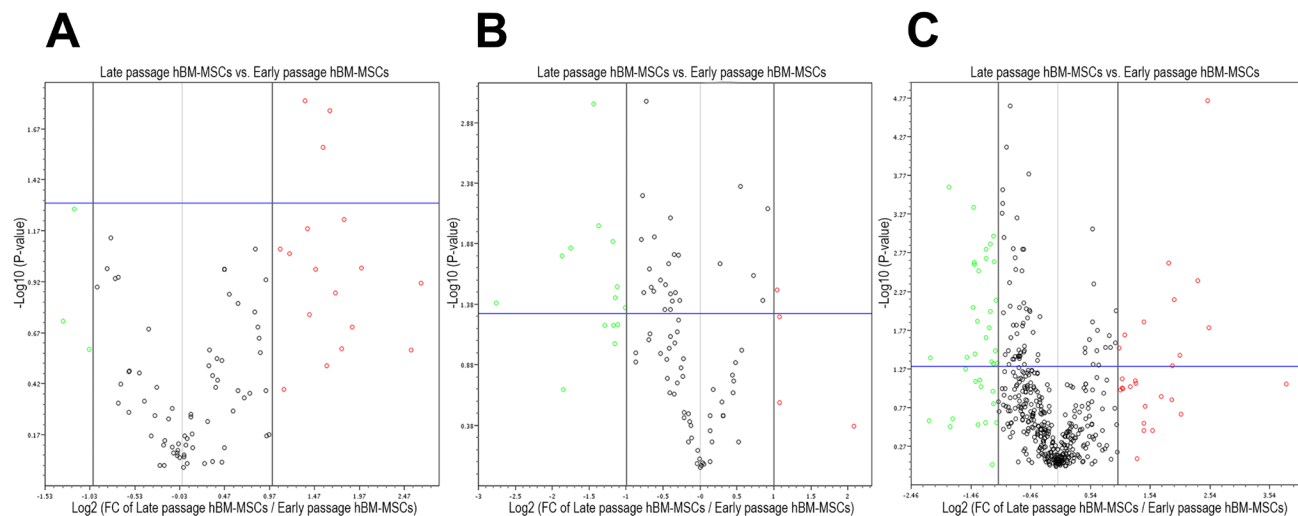 A
B
C
Late passage hBM-MSCs vs. Early passage hBM-MSCs
Late passage hBM-MSCs vs. Early passage hBM-MSCs
Late passage hBM-MSCs vs. Early passage hBM-MSCs
-Log10 (P-value)
1.67
1.42
1.17
0.92
0.67
0.42
0.17
-1.53 -1.03 -0.53 -0.03 0.47 0.97 1.47 1.97 2.47
Log2 (FC of Late passage hBM-MSCs / Early passage hBM-MSCs)
-Log10 (P-value)
2.88
2.38
1.88
1.38
0.88
0.38
-3 -2.5 -2 -1.5 -1 -0.5 -0 0.5 1 1.5 2
Log2 (FC of Late passage hBM-MSCs / Early passage hBM-MSCs)
-Log10 (P-value)
4.77
4.27
3.77
3.27
2.77
2.27
1.77
1.27
0.77
0.27
-2.46 -1.46 -0.46 0.54 1.54 2.54 3.54
Log2 (FC of Late passage hBM-MSCs / Early passage hBM-MSCs)